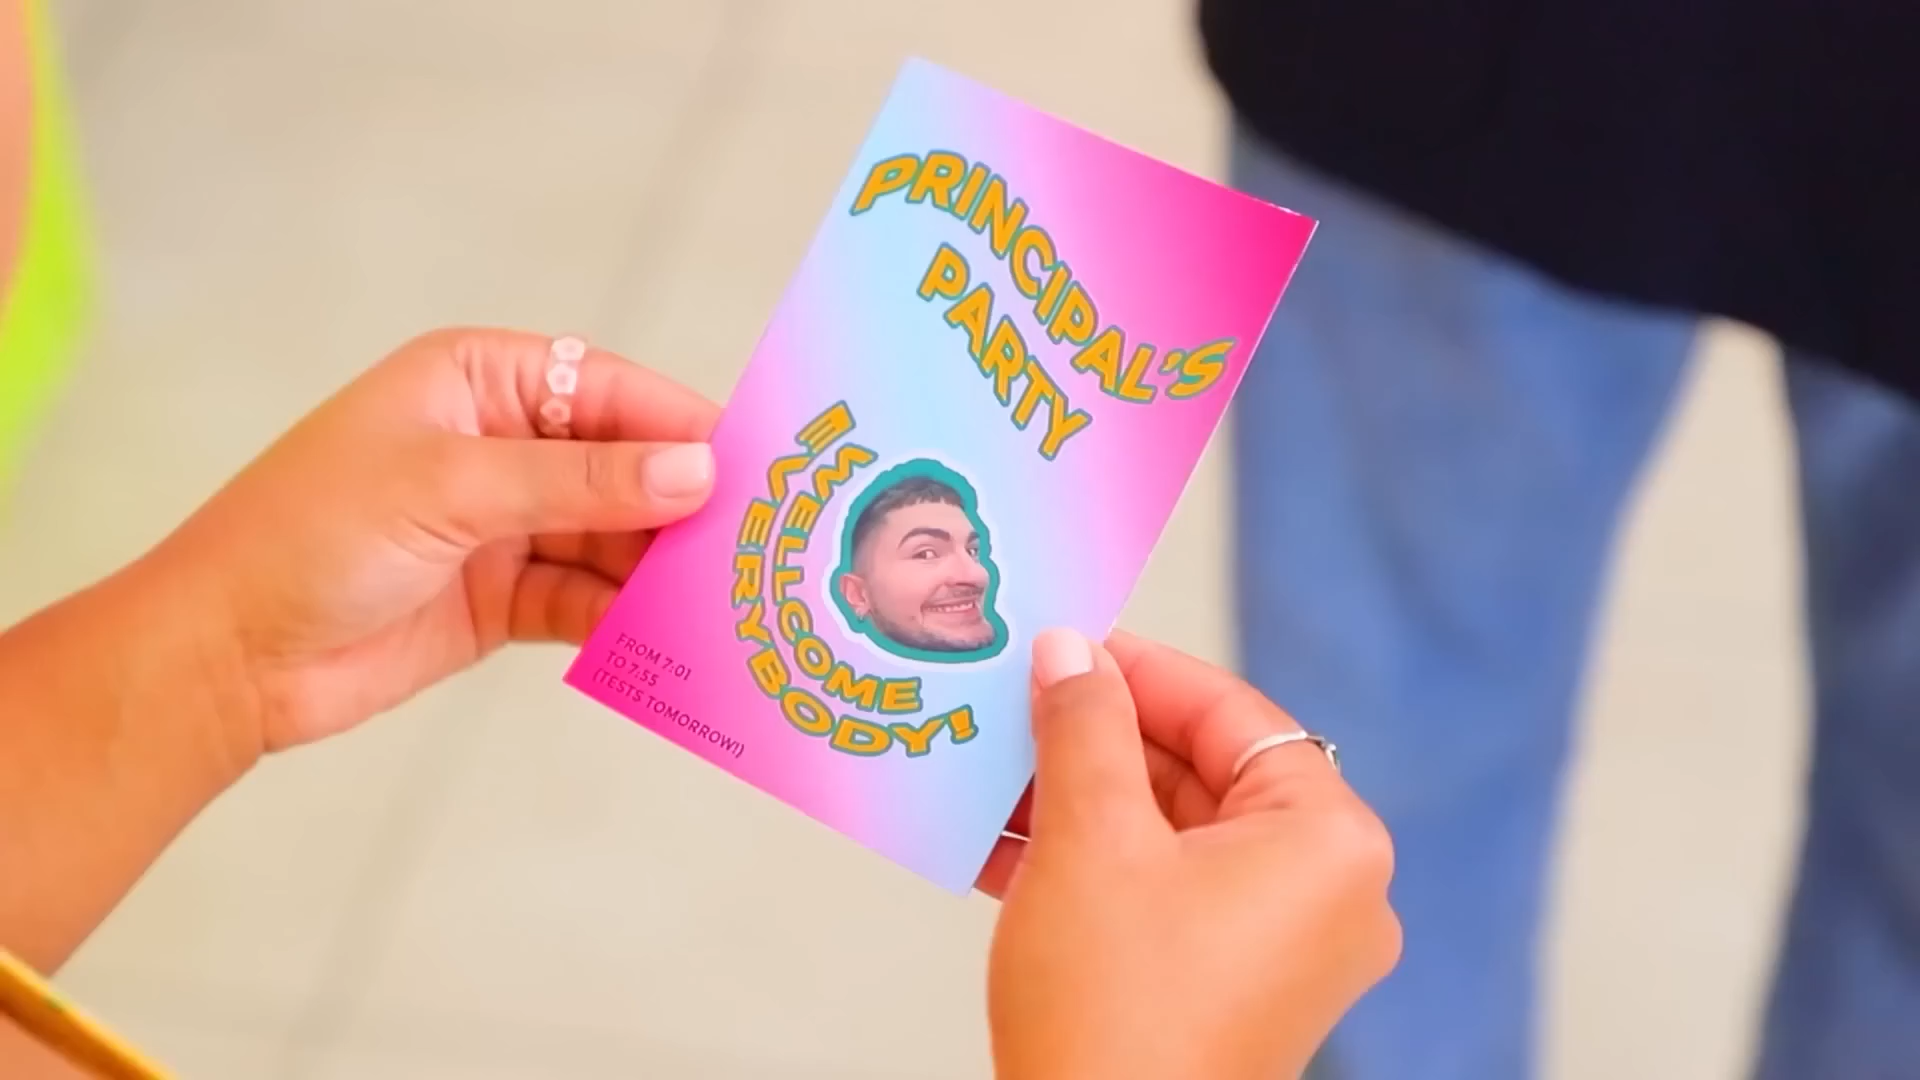 PRINCIPAL'S
PARTY
WELLCOME
EVERYBODY!
FROM 7:01
TO 7:55
(TESTS TOMORROW!)